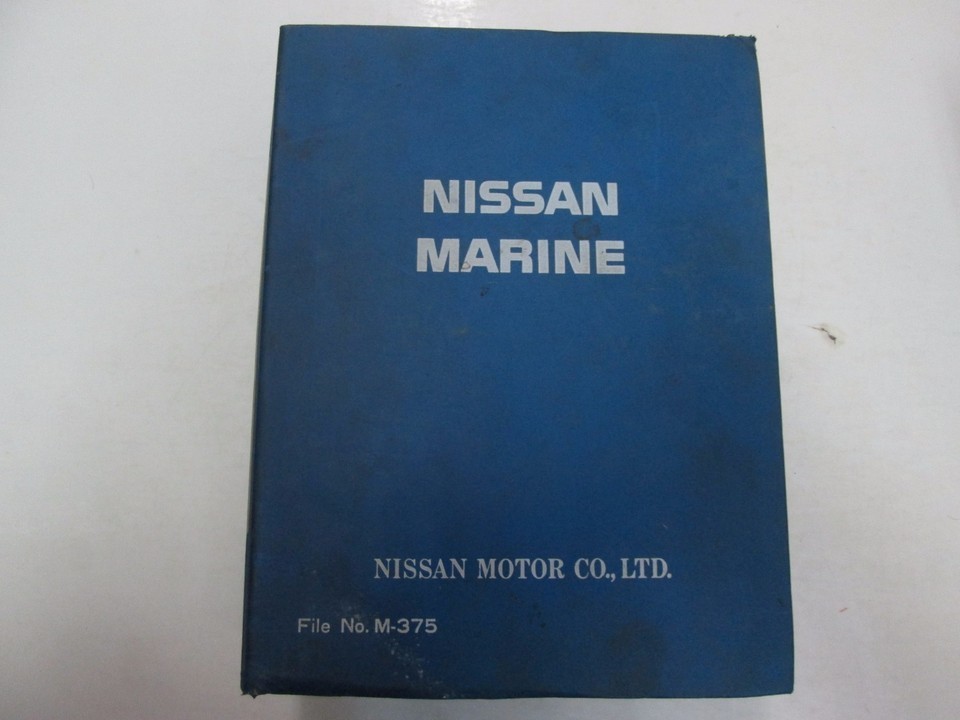 NISSAN
MARINE
NISSAN MOTOR CO., LTD.
File No. M-375